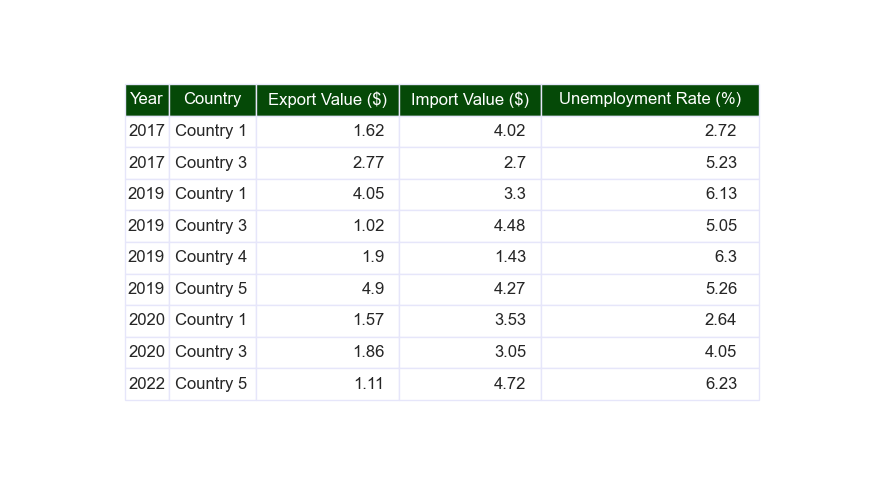 Year Country Export Value ($) Import Value ($) Unemployment Rate (%)
2017 Country 1 1.62 4.02 2.72
2017 Country 3 2.77 2.7 5.23
2019 Country 1 4.05 3.3 6.13
2019 Country 3 1.02 4.48 5.05
2019 Country 4 1.9 1.43 6.3
2019 Country 5 4.9 4.27 5.26
2020 Country 1 1.57 3.53 2.64
2020 Country 3 1.86 3.05 4.05
2022 Country 5 1.11 4.72 6.23